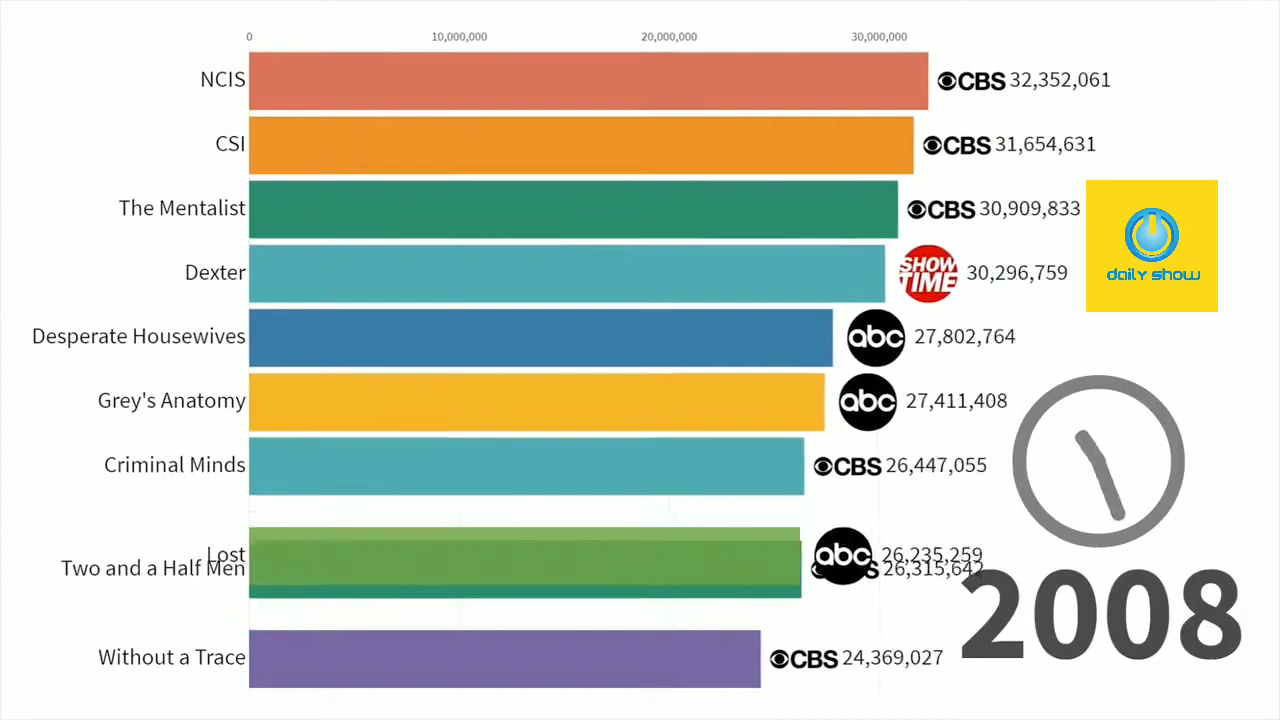 0 10,000,000 20,000,000 30,000,000
NCIS CBS 32,352,061
CSI CBS 31,654,631
The Mentalist CBS 30,909,833
Dexter SHOW TIME 30,296,759
daily show
Desperate Housewives abc 27,802,764
Grey's Anatomy abc 27,411,408
Criminal Minds CBS 26,447,055
Lost abc 26,235,259
Two and a Half Men CBS 26,315,642
Without a Trace CBS 24,369,027
2008